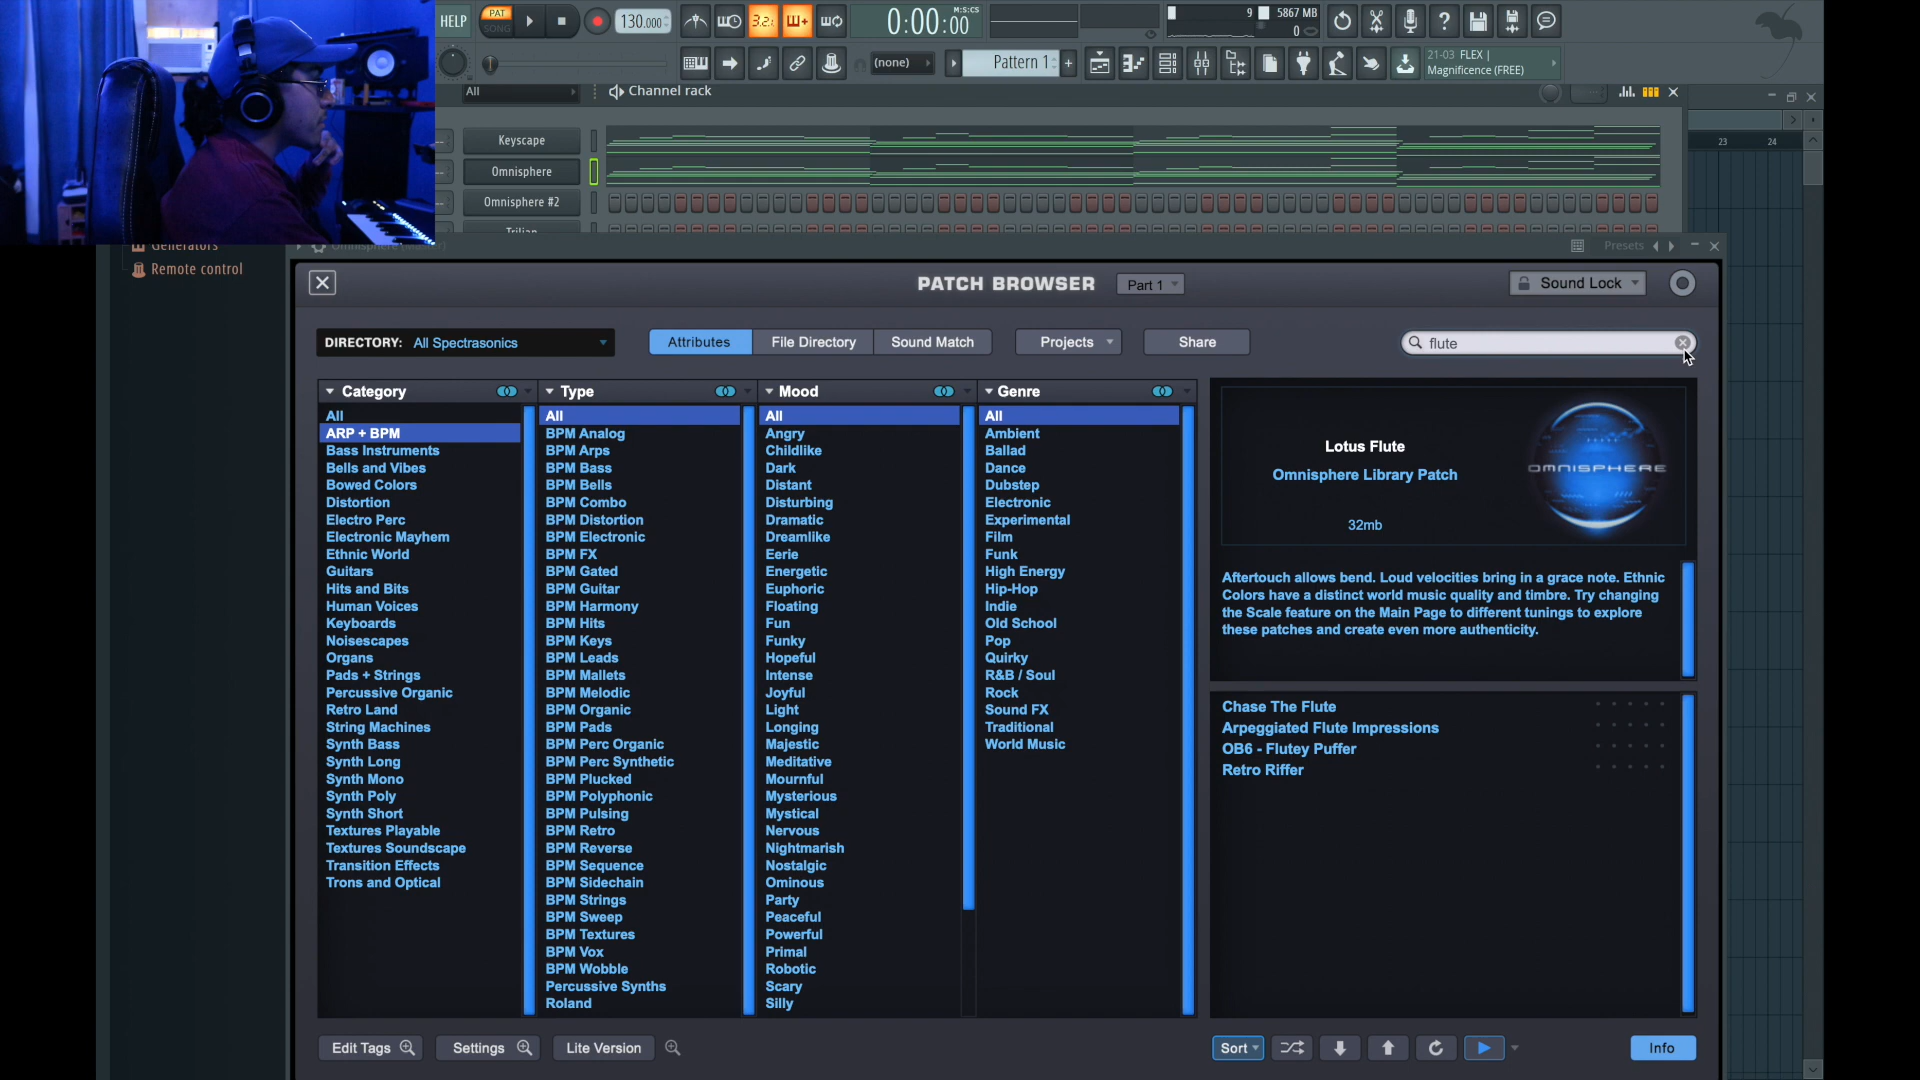 HELP
PAT
SONG
130.000
3.2
0:00:00
M:S:CS
9
5867 MB
0
(none)
Pattern 1
+
21-03 FLEX |
Magnificence (FREE)
All
Channel rack
Keyscape
Omnisphere
Omnisphere #2
Trilian
23
24
Generators
Remote control
Presets
PATCH BROWSER
Part 1
Sound Lock
DIRECTORY: All Spectrasonics
Attributes
File Directory
Sound Match
Projects
Share
flute
Category
All
ARP + BPM
Bass Instruments
Bells and Vibes
Bowed Colors
Distortion
Electro Perc
Electronic Mayhem
Ethnic World
Guitars
Hits and Bits
Human Voices
Keyboards
Noisescapes
Organs
Pads + Strings
Percussive Organic
Retro Land
String Machines
Synth Bass
Synth Long
Synth Mono
Synth Poly
Synth Short
Textures Playable
Textures Soundscape
Transition Effects
Trons and Optical
Type
All
BPM Analog
BPM Arps
BPM Bass
BPM Bells
BPM Combo
BPM Distortion
BPM Electronic
BPM FX
BPM Gated
BPM Guitar
BPM Harmony
BPM Hits
BPM Keys
BPM Leads
BPM Mallets
BPM Melodic
BPM Organic
BPM Pads
BPM Perc Organic
BPM Perc Synthetic
BPM Plucked
BPM Polyphonic
BPM Pulsing
BPM Retro
BPM Reverse
BPM Sequence
BPM Sidechain
BPM Strings
BPM Sweep
BPM Textures
BPM Vox
BPM Wobble
Percussive Synths
Roland
Mood
All
Angry
Childlike
Dark
Distant
Disturbing
Dramatic
Dreamlike
Eerie
Energetic
Euphoric
Floating
Fun
Funky
Hopeful
Intense
Joyful
Light
Longing
Majestic
Meditative
Mournful
Mysterious
Mystical
Nervous
Nightmarish
Nostalgic
Ominous
Party
Peaceful
Powerful
Primal
Robotic
Scary
Silly
Genre
All
Ambient
Ballad
Dance
Dubstep
Electronic
Experimental
Film
Funk
High Energy
Hip-Hop
Indie
Old School
Pop
Quirky
R&B / Soul
Rock
Sound FX
Traditional
World Music
Lotus Flute
Omnisphere Library Patch
32mb
OMNISPHERE
Aftertouch allows bend. Loud velocities bring in a grace note. Ethnic
Colors have a distinct world music quality and timbre. Try changing
the Scale feature on the Main Page to different tunings to explore
these patches and create even more authenticity.
Chase The Flute
Arpeggiated Flute Impressions
OB6 - Flutey Puffer
Retro Riffer
Edit Tags
Settings
Lite Version
Sort
Info